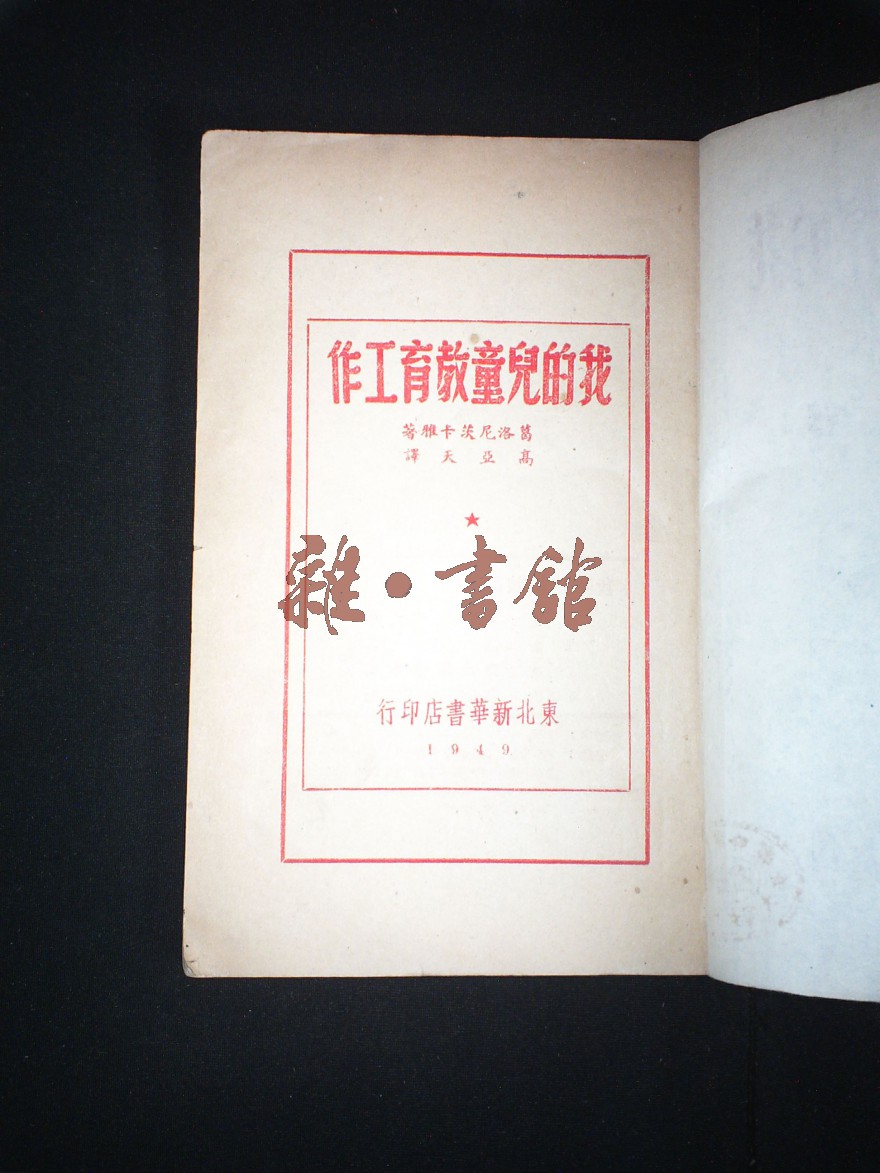 我的兒童教育工作
葛洛尼茨卡雅著
高亞天譯
★
雜·書舘
東北新華書店印行
1949